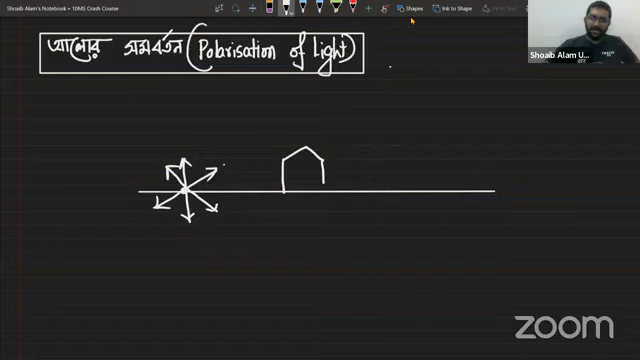 Shoaib Alam's Notebook • 10MS Crash Course
Shapes
Ink to Shape
আলোর সমবর্তন (Polarisation of Light)
Shoaib Alam U...
zoom